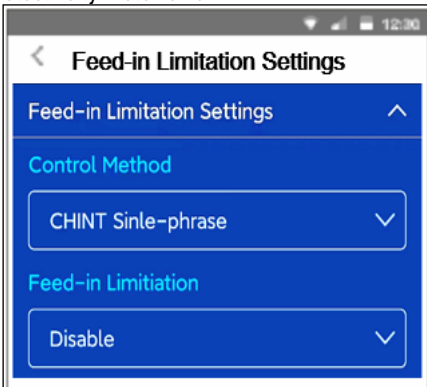 12:30
Feed-in Limitation Settings
Feed-in Limitation Settings
Control Method
CHINT Sinle-phrase
Feed-in Limitiation
Disable